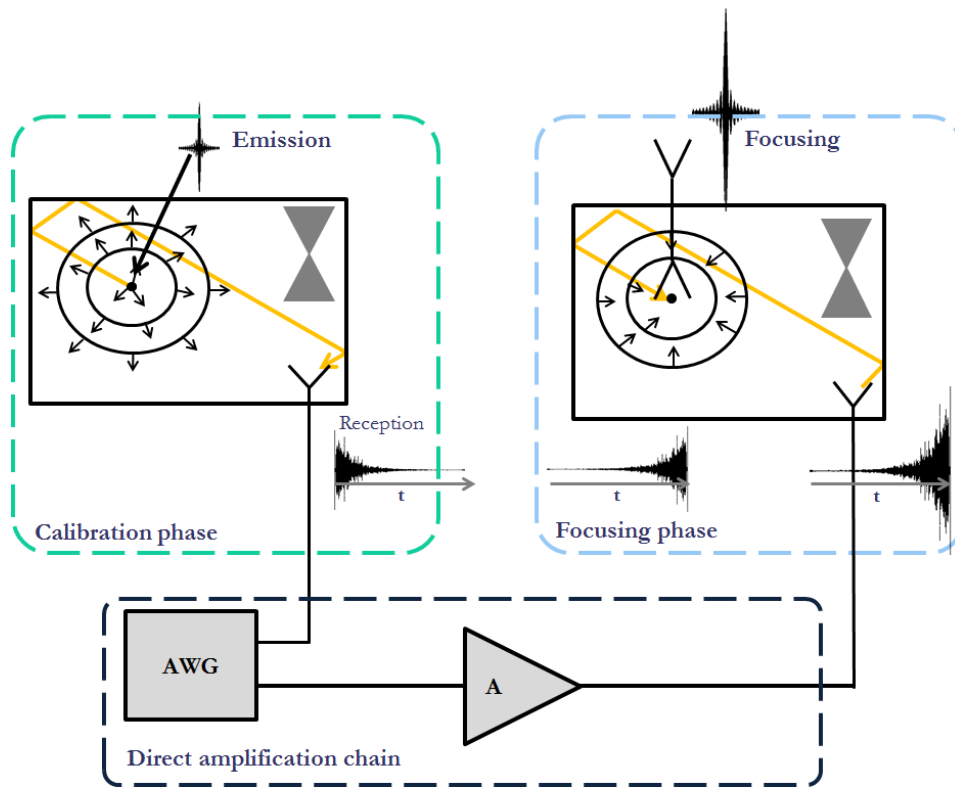 Emission
Focusing
Reception
t
t
t
Calibration phase
Focusing phase
AWG
A
Direct amplification chain